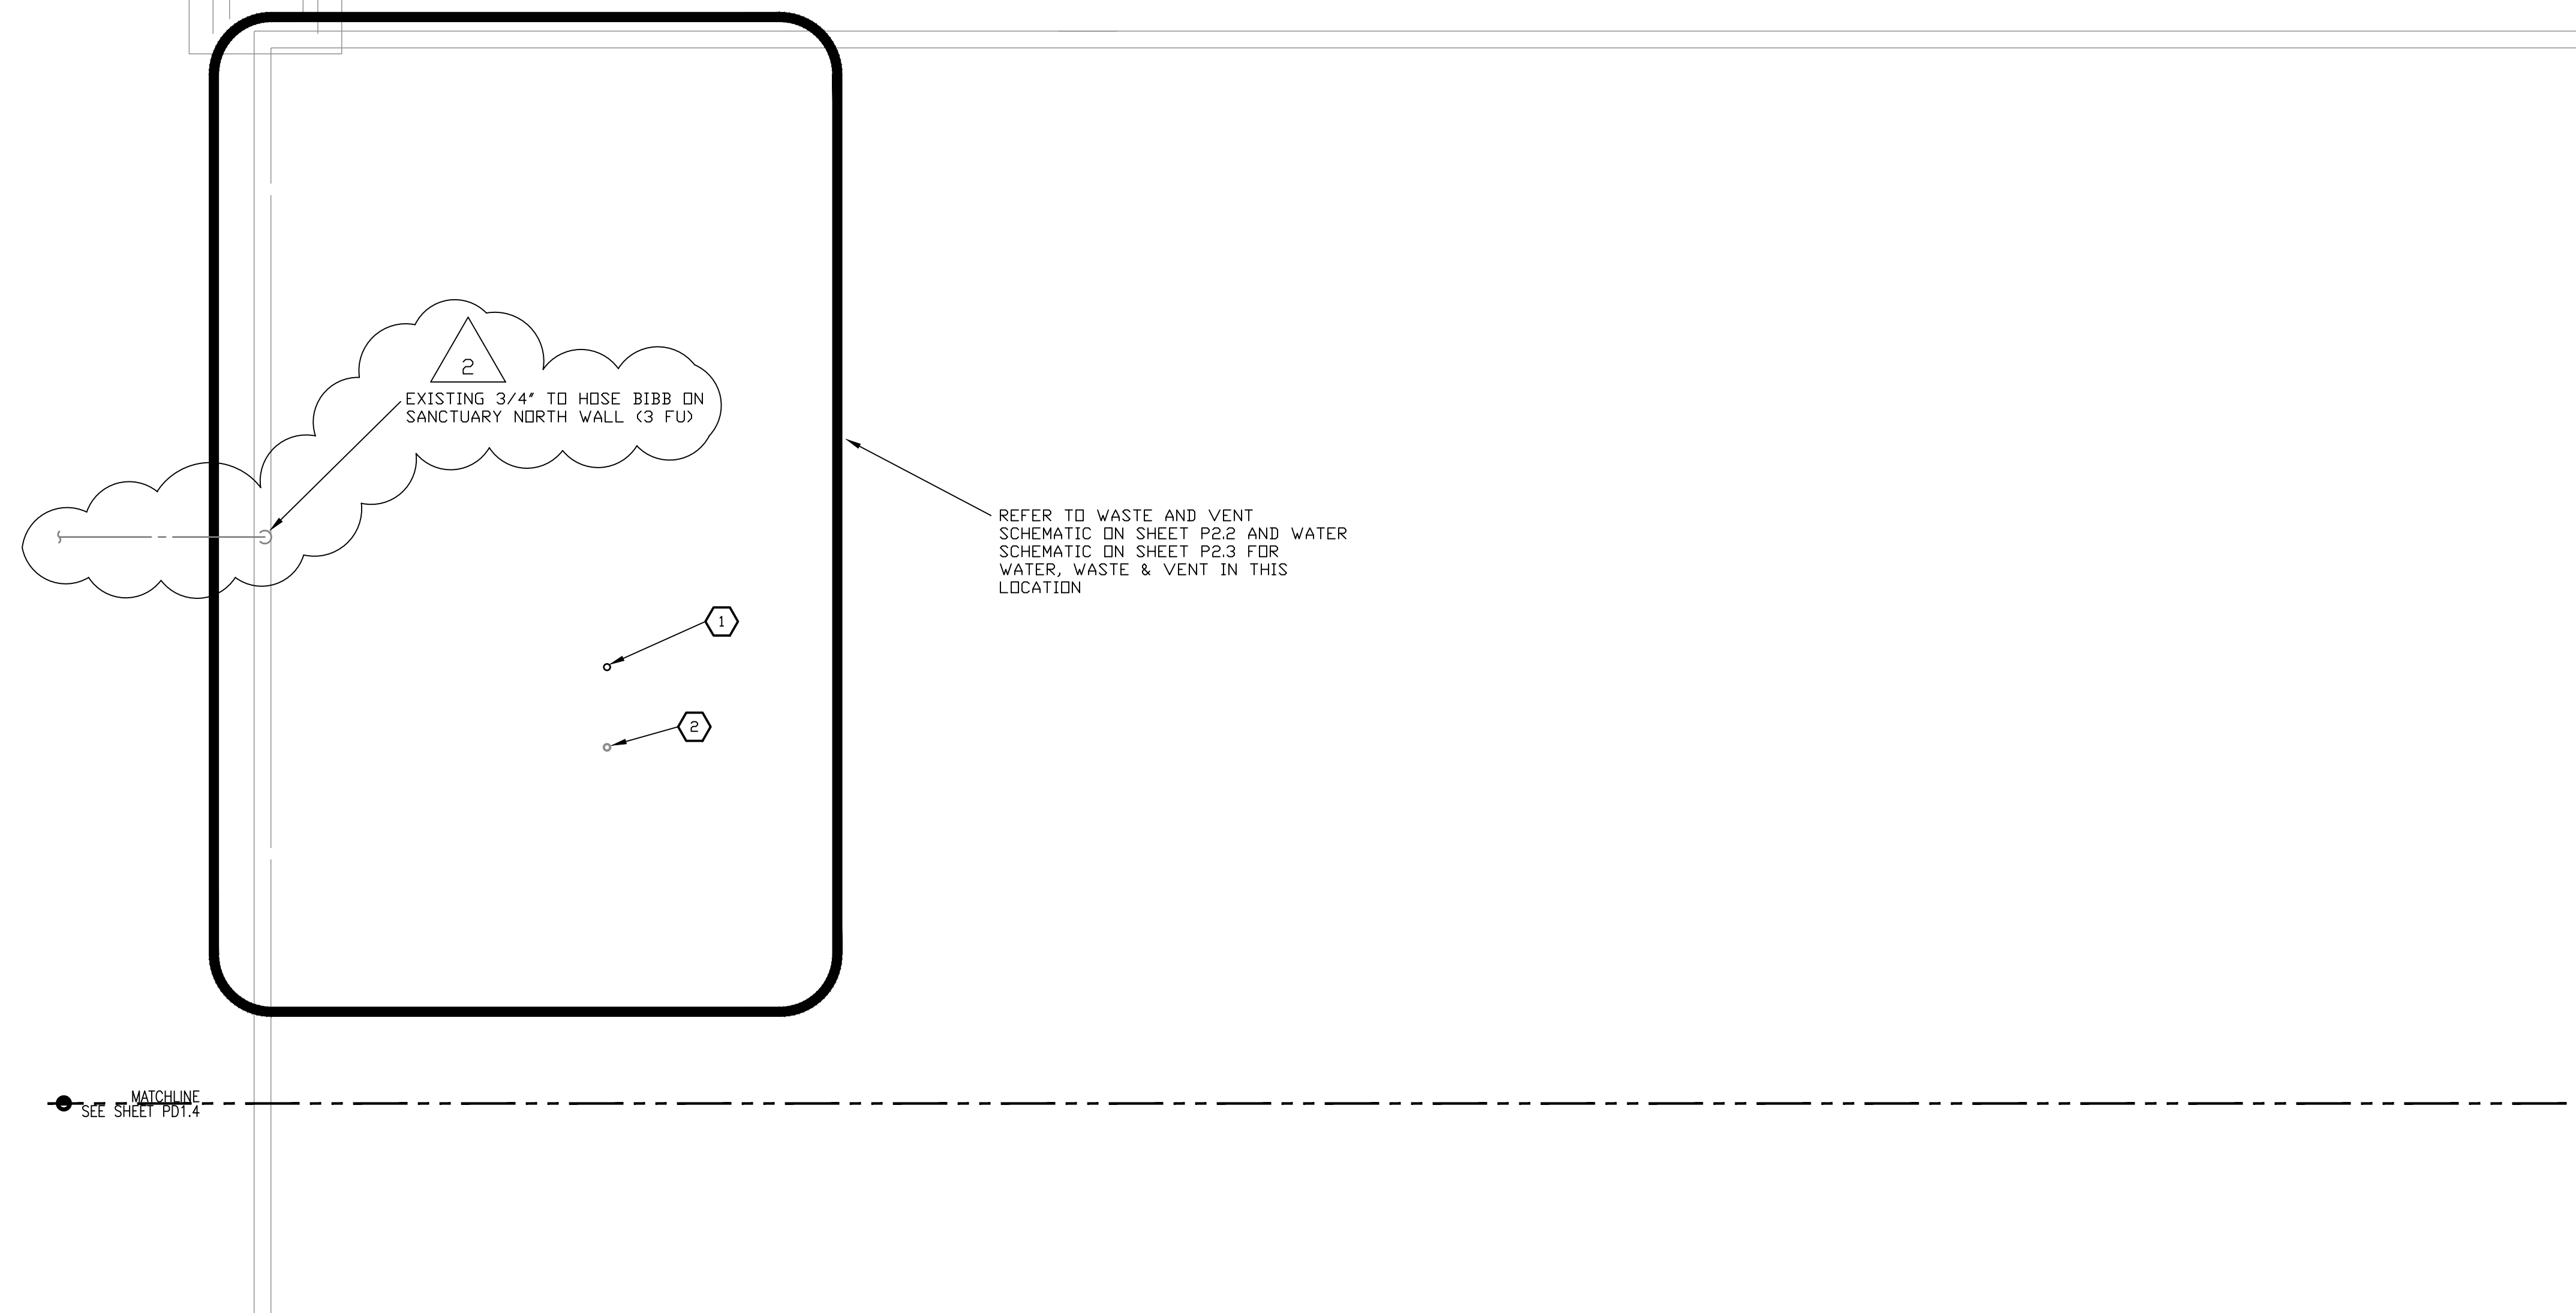 2
EXISTING 3/4" TO HOSE BIBB ON
SANCTUARY NORTH WALL (3 FU)
REFER TO WASTE AND VENT
SCHEMATIC ON SHEET P2.2 AND WATER
SCHEMATIC ON SHEET P2.3 FOR
WATER, WASTE & VENT IN THIS
LOCATION
1
2
MATCHLINE
SEE SHEET PD1.4